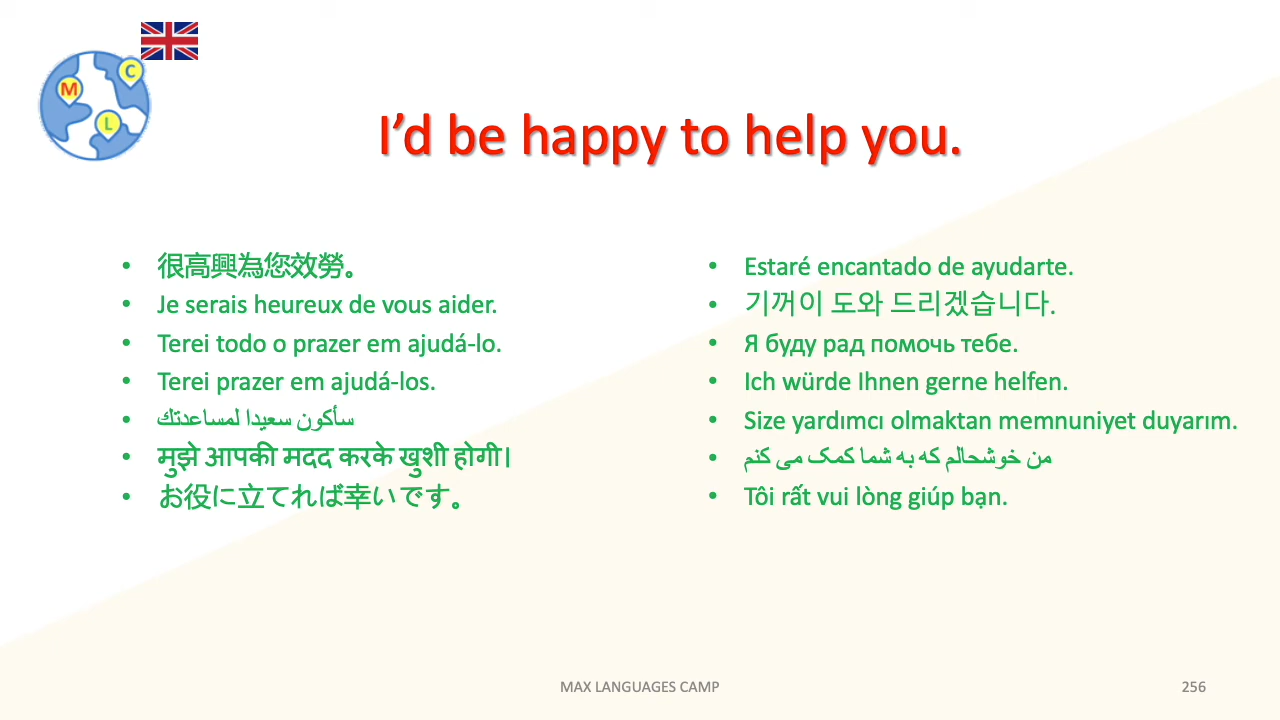 C
M
L
I’d be happy to help you.
很高興為您效勞。
Je serais heureux de vous aider.
Terei todo o prazer em ajudá-lo.
Terei prazer em ajudá-los.
سأكون سعيدا لمساعدتك
मुझे आपकी मदद करके खुशी होगी।
お役に立てれば幸いです。
Estaré encantado de ayudarte.
기꺼이 도와 드리겠습니다.
Я буду рад помочь тебе.
Ich würde Ihnen gerne helfen.
Size yardımcı olmaktan memnuniyet duyarım.
من خوشحالم که به شما کمک می کنم
Tôi rất vui lòng giúp bạn.
MAX LANGUAGES CAMP
256